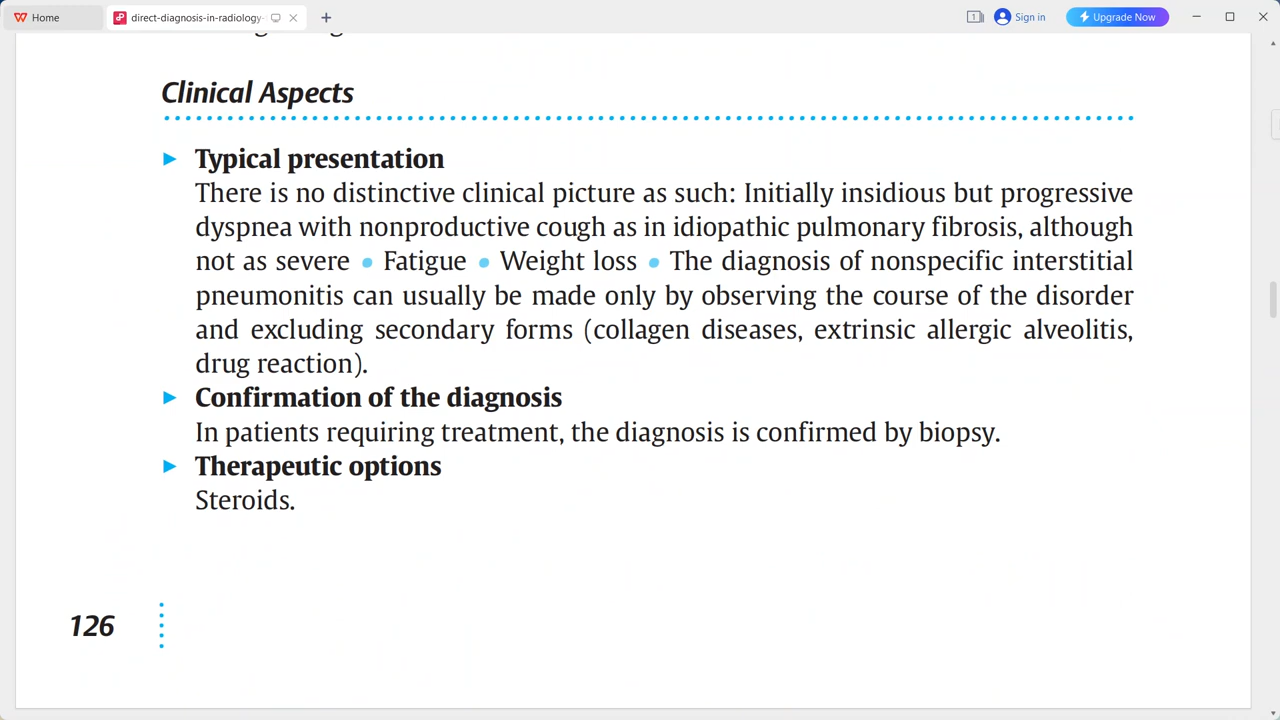 Home
direct-diagnosis-in-radiology-
1
Sign in
Upgrade Now
Clinical Aspects
Typical presentation
There is no distinctive clinical picture as such: Initially insidious but progressive
dyspnea with nonproductive cough as in idiopathic pulmonary fibrosis, although
not as severe • Fatigue • Weight loss • The diagnosis of nonspecific interstitial
pneumonitis can usually be made only by observing the course of the disorder
and excluding secondary forms (collagen diseases, extrinsic allergic alveolitis,
drug reaction).
Confirmation of the diagnosis
In patients requiring treatment, the diagnosis is confirmed by biopsy.
Therapeutic options
Steroids.
126